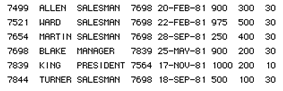 7499 ALLEN SALESMAN 7698 20-FEB-81 900 300 30
7521 WARD SALESMAN 7698 22-FEB-81 975 500 30
7654 MARTIN SALESMAN 7698 28-SEP-81 250 400 30
7698 BLAKE MANAGER 7839 25-MAY-81 900 200 30
7839 KING PRESIDENT 7564 17-NOV-81 1000 200 10
7844 TURNER SALESMAN 7698 18-SEP-81 500 100 30